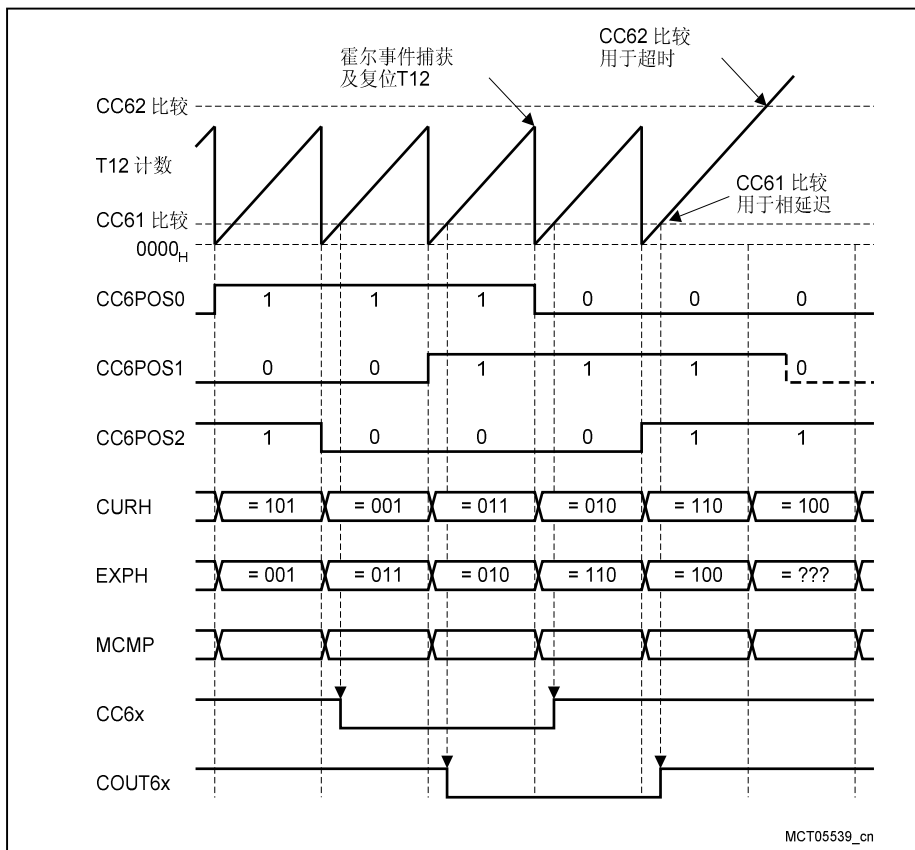 CC62 比较
用于超时
霍尔事件捕获
及复位T12
CC62 比较
T12 计数
CC61 比较
用于相延迟
CC61 比较
0000H
CC6POS0 1 1 1 0 0 0
CC6POS1 0 0 1 1 1 0
CC6POS2 1 0 0 0 1 1
CURH = 101 = 001 = 011 = 010 = 110 = 100
EXPH = 001 = 011 = 010 = 110 = 100 = ???
MCMP
CC6x
COUT6x
MCT05539_cn